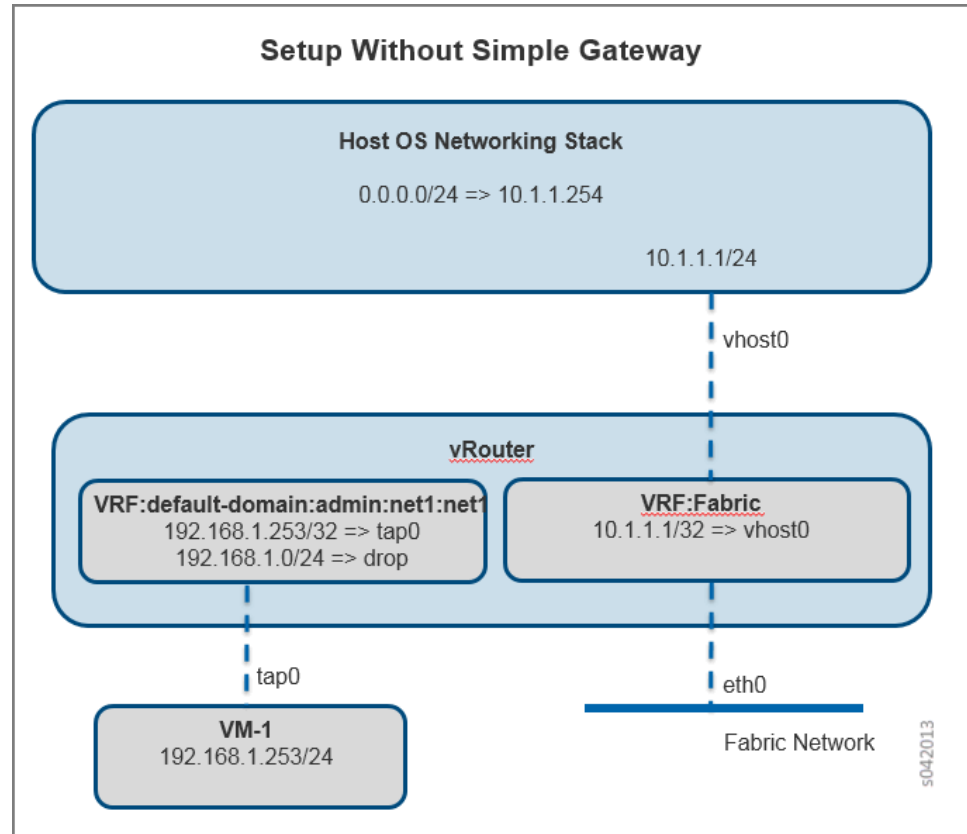 Setup Without Simple Gateway
Host OS Networking Stack
0.0.0.0/24 => 10.1.1.254
10.1.1.1/24
vhost0
vRouter
VRF:default-domain:admin:net1:net1
192.168.1.253/32 => tap0
192.168.1.0/24 => drop
VRF:Fabric
10.1.1.1/32 => vhost0
tap0
eth0
VM-1
192.168.1.253/24
Fabric Network
s042013